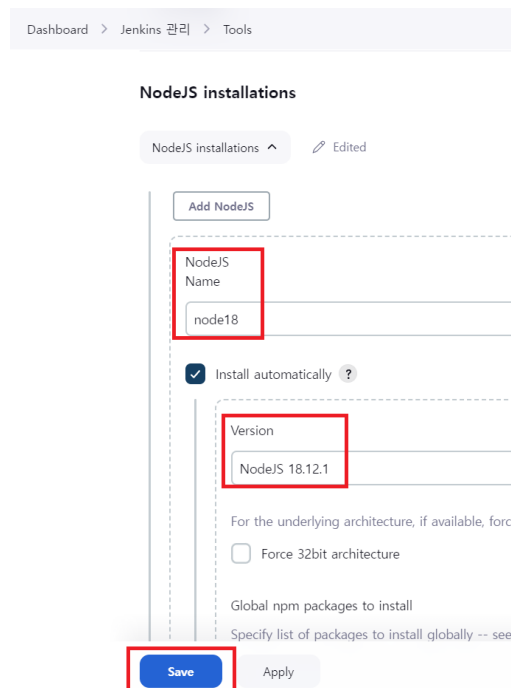 Dashboard > Jenkins 관리 > Tools
NodeJS installations
NodeJS installations ^ Edited
Add NodeJS
NodeJS
Name
node18
Install automatically ?
Version
NodeJS 18.12.1
For the underlying architecture, if available, forc
Force 32bit architecture
Global npm packages to install
Specify list of packages to install globally -- see
Save Apply